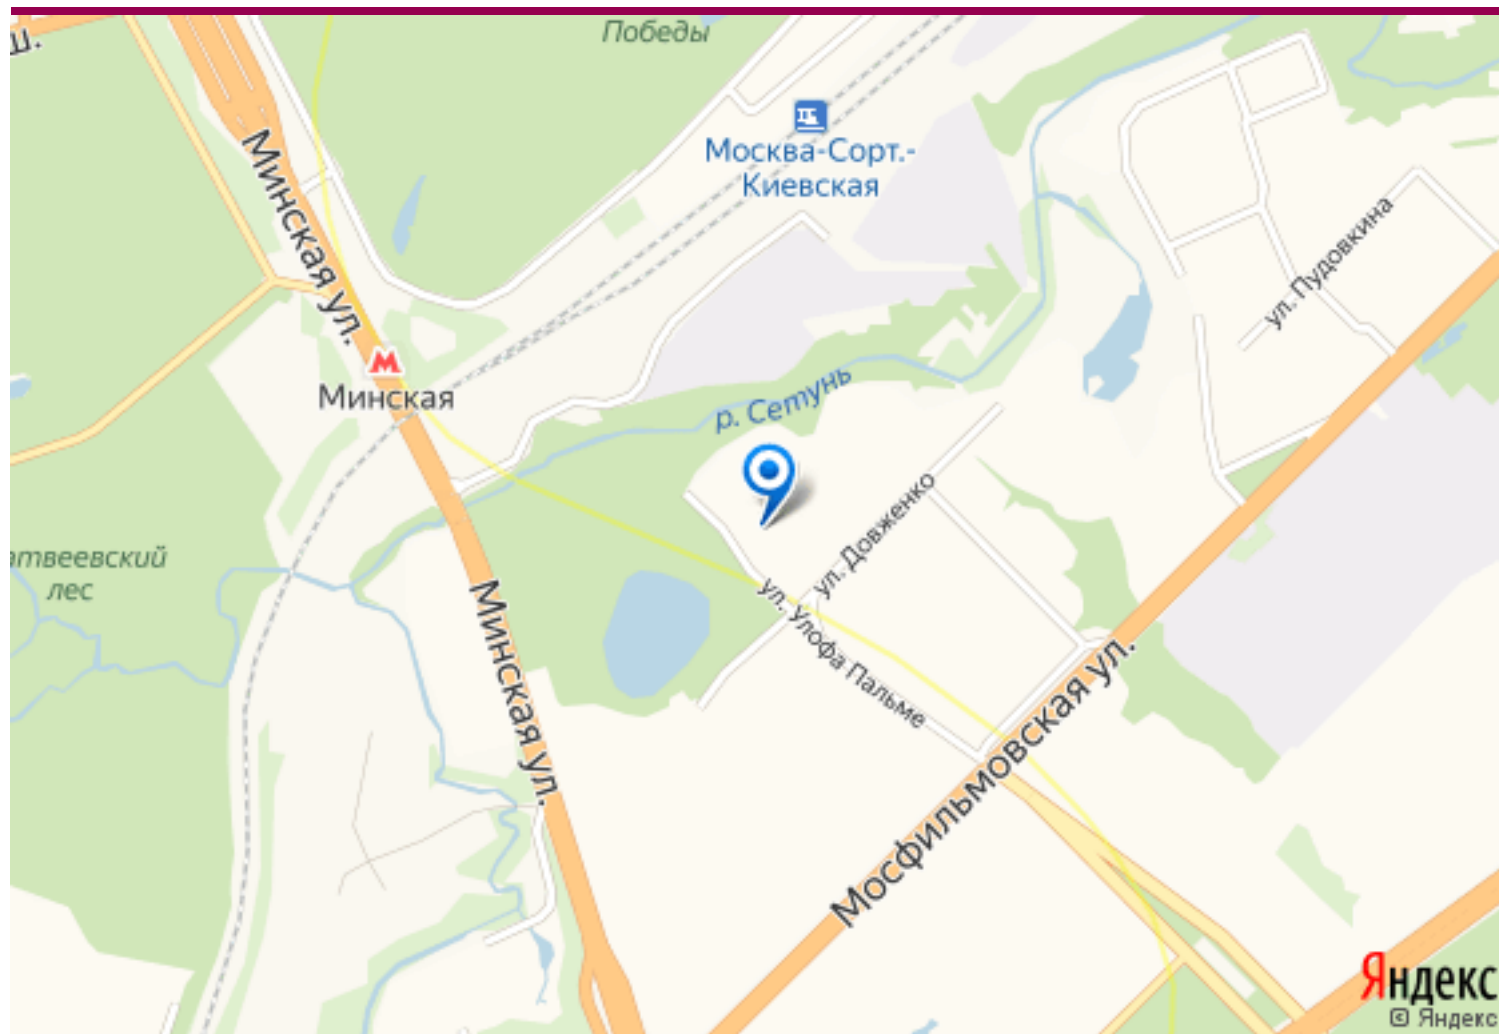 Победы
ш.
Москва-Сорт.-
Киевская
Минская ул.
ул. Пудовкина
М
Минская
р. Сетунь
ул. Довженко
атвеевский
лес
ул. Улофа Пальме
Минская ул.
Мосфильмовская ул.
Яндекс
© Яндекс